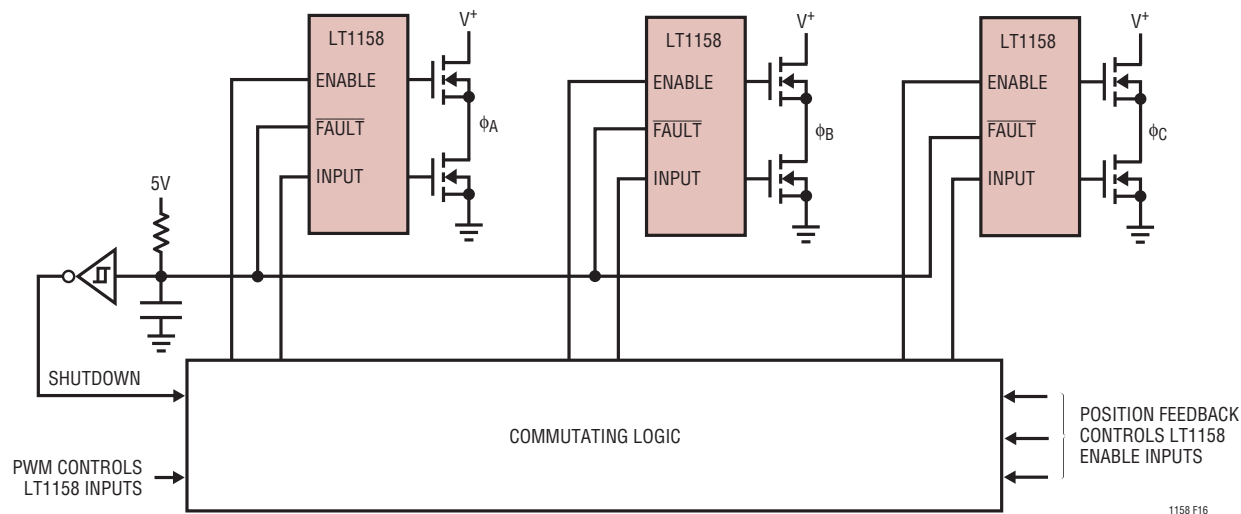 V+
LT1158
ENABLE
FAULT
INPUT
ϕA
V+
LT1158
ENABLE
FAULT
INPUT
ϕB
V+
LT1158
ENABLE
FAULT
INPUT
ϕC
5V
SHUTDOWN
COMMUTATING LOGIC
PWM CONTROLS
LT1158 INPUTS
POSITION FEEDBACK
CONTROLS LT1158
ENABLE INPUTS
1158 F16